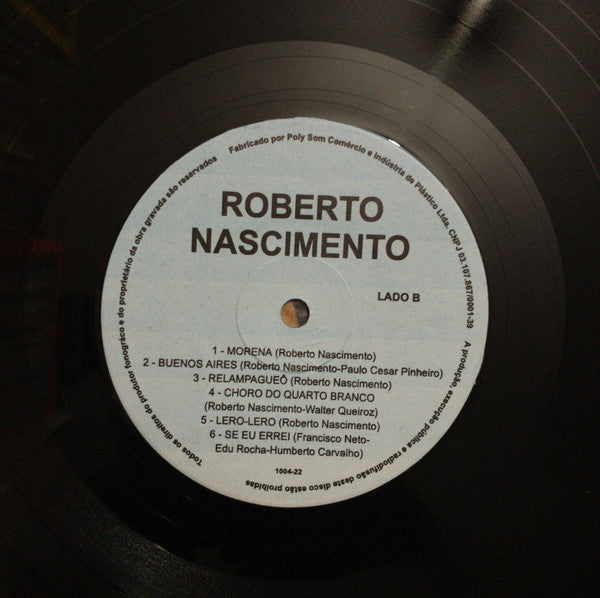 ROBERTO
NASCIMENTO
LADO B
1 - MORENA (Roberto Nascimento)
2 - BUENOS AIRES (Roberto Nascimento-Paulo Cesar Pinheiro)
3 - RELAMPAGUEÔ (Roberto Nascimento)
4 - CHORO DO QUARTO BRANCO
(Roberto Nascimento-Walter Queiroz)
5 - LERO-LERO (Roberto Nascimento)
6 - SE EU ERREI (Francisco Neto-
Edu Rocha-Humberto Carvalho)
1004-22
Fabricado por Poly Som Comércio e Indústria de Plástico Ltda. CNPJ 03.107.867/0001-39 A produção, execução pública e radiodifusão deste disco estão proibidas
Todos os direitos do produtor fonográco e do proprietário da obra gravada são reservados